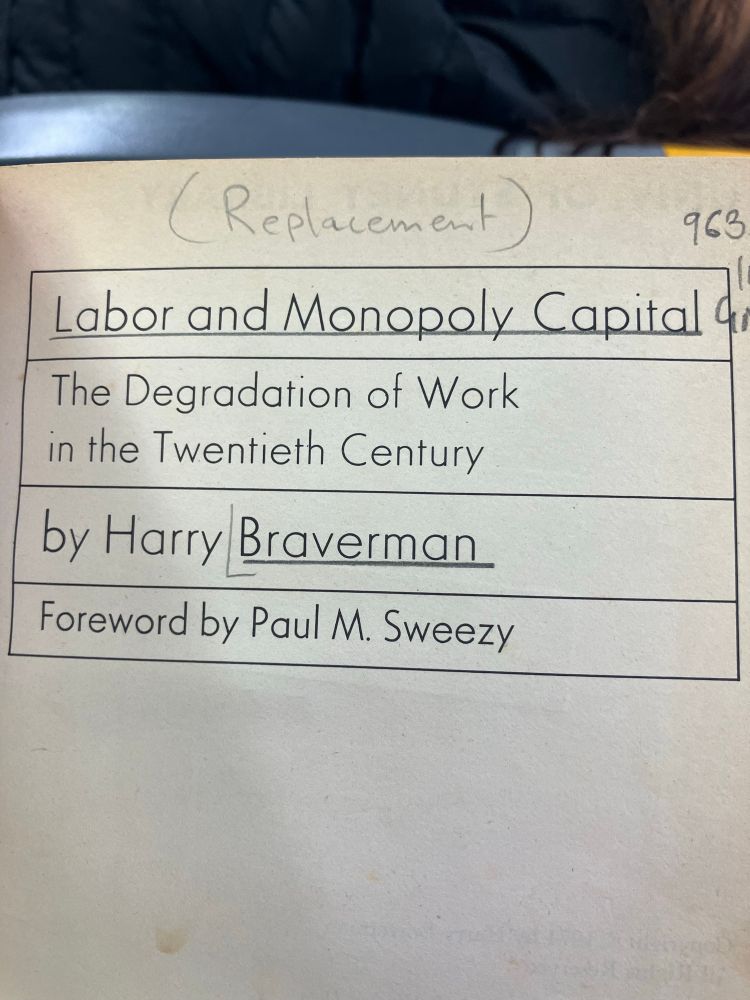 (Replacement)
963
Labor and Monopoly Capital
The Degradation of Work
in the Twentieth Century
by Harry Braverman
Foreword by Paul M. Sweezy